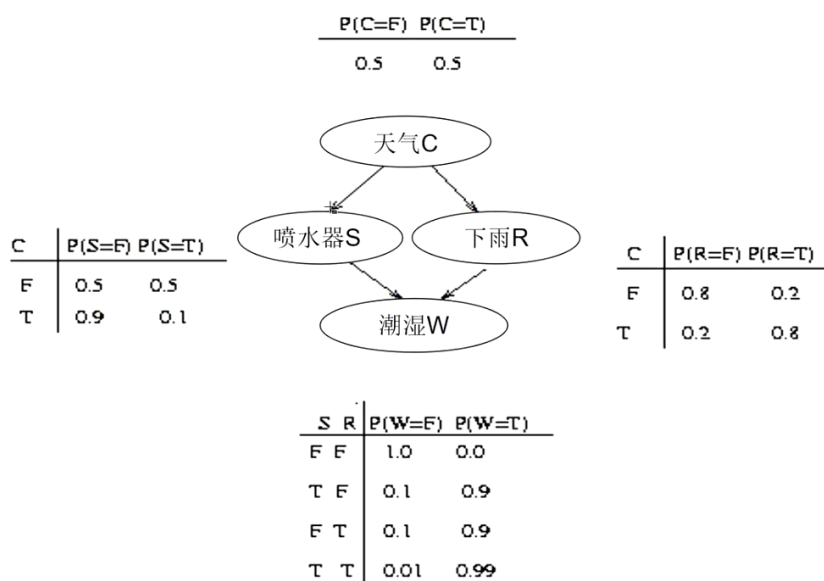 P(C=F) P(C=T)
0.5 0.5
天气C
喷水器S
下雨R
潮湿W
C P(S=F) P(S=T)
F 0.5 0.5
T 0.9 0.1
C P(R=F) P(R=T)
F 0.8 0.2
T 0.2 0.8
S R P(W=F) P(W=T)
F F 1.0 0.0
T F 0.1 0.9
F T 0.1 0.9
T T 0.01 0.99